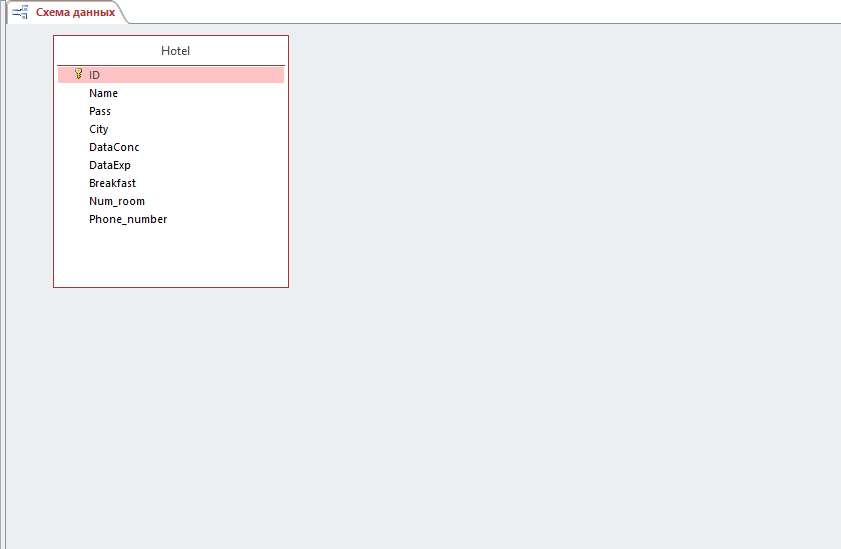 Схема данных
Hotel
ID
Name
Pass
City
DataConc
DataExp
Breakfast
Num_room
Phone_number